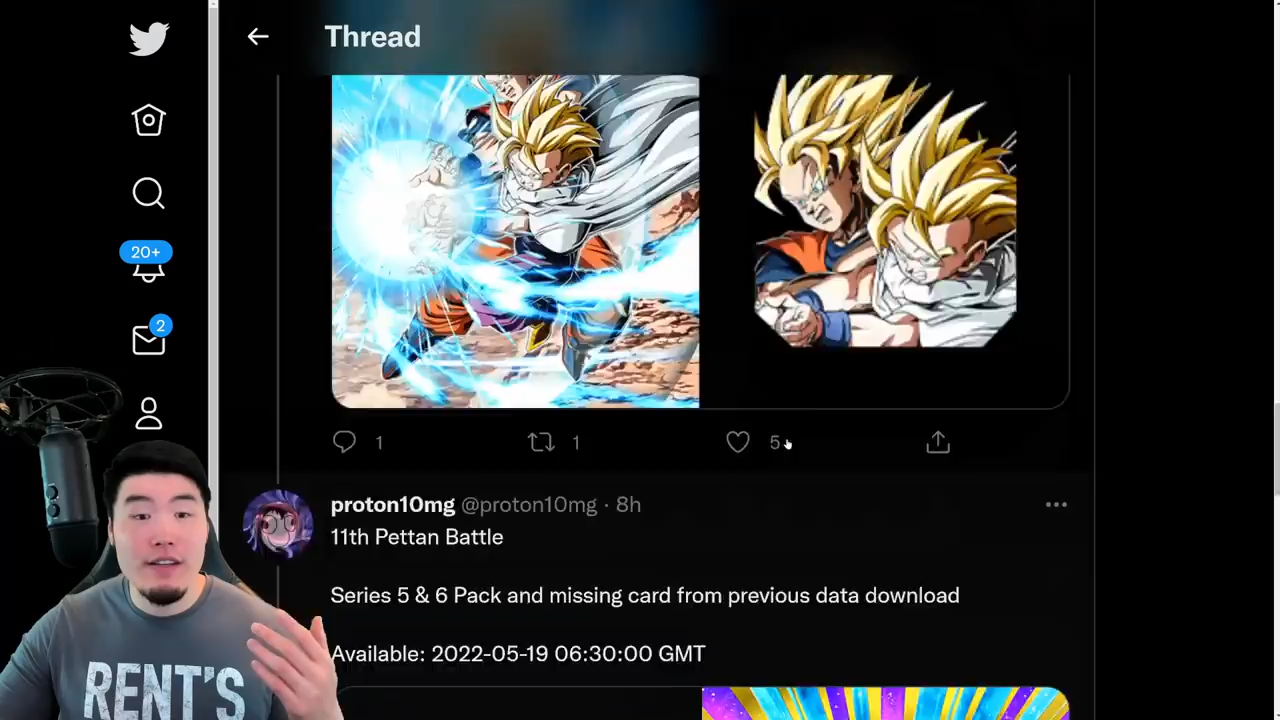 Thread
20+
2
1
1
5
proton10mg @proton10mg · 8h
11th Pettan Battle
Series 5 & 6 Pack and missing card from previous data download
Available: 2022-05-19 06:30:00 GMT
RENT'S